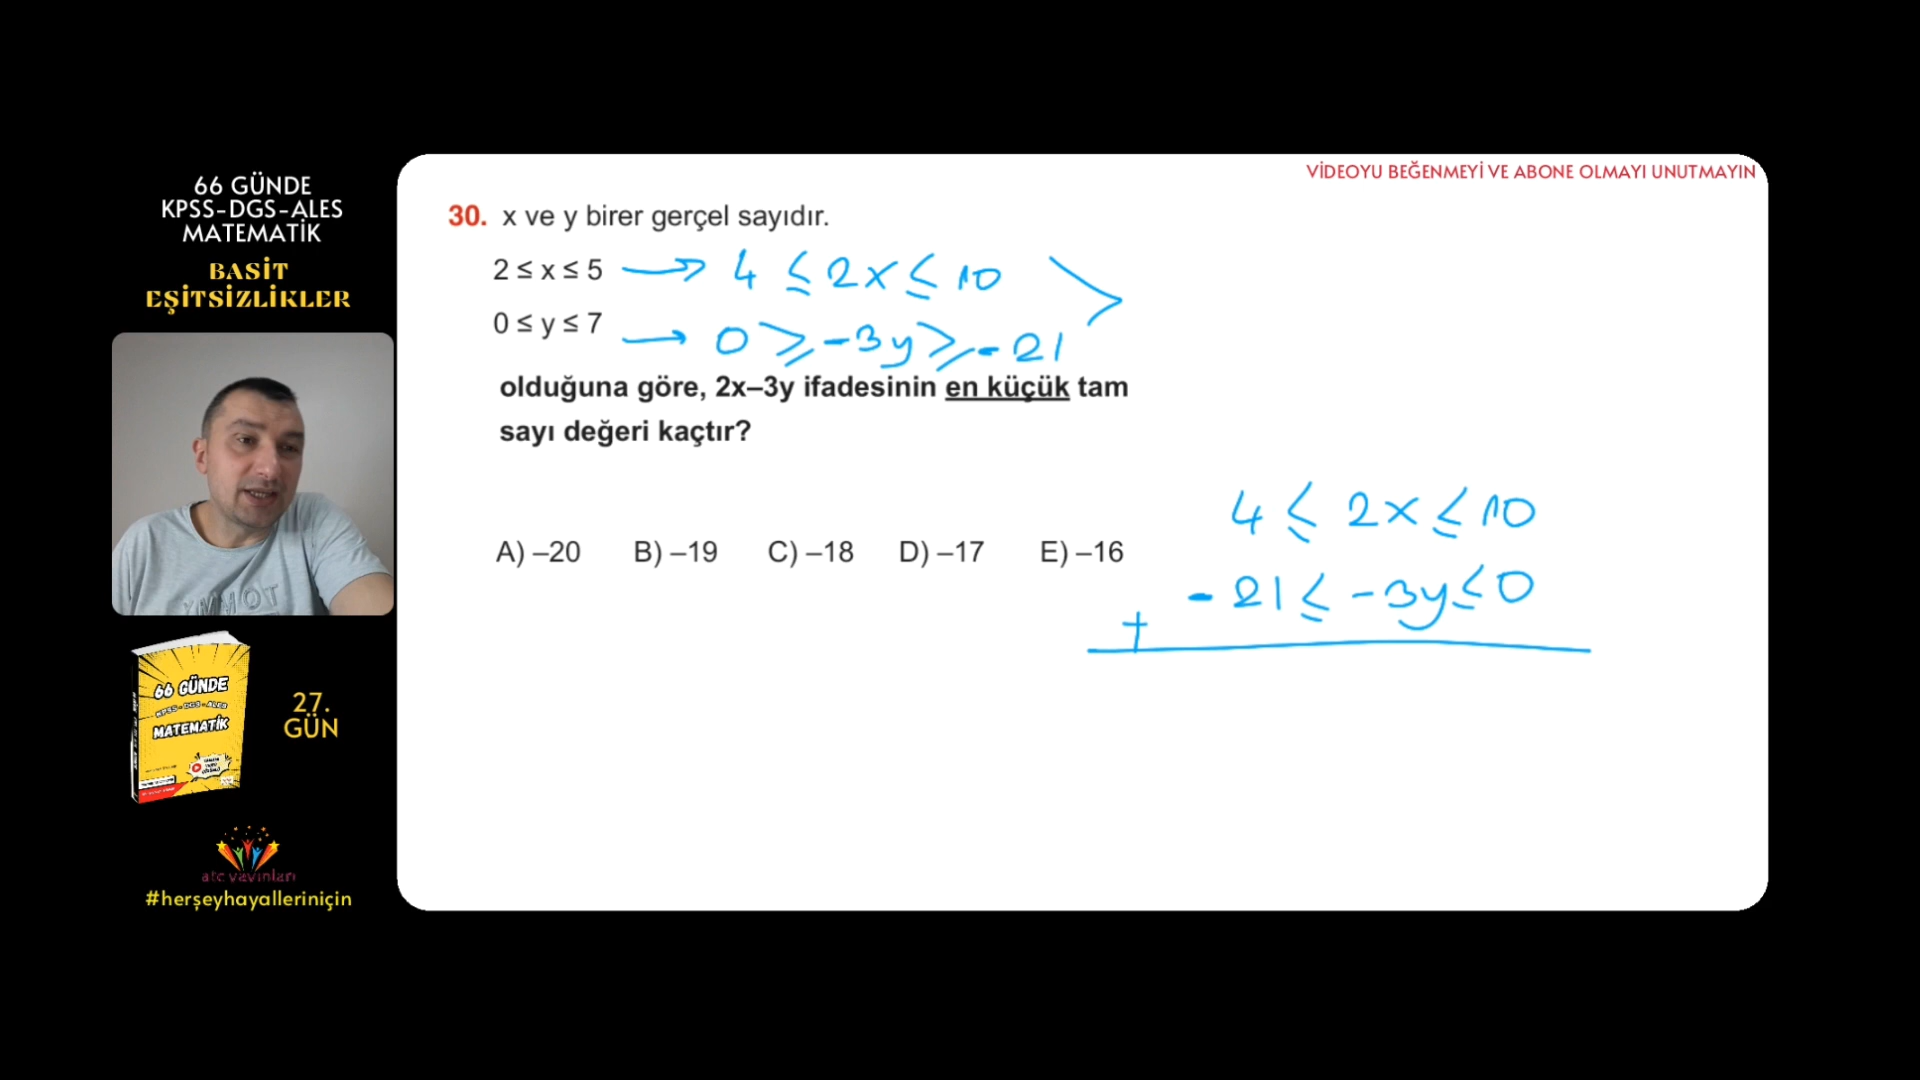 VİDEOYU BEĞENMEYİ VE ABONE OLMAYI UNUTMAYIN
66 GÜNDE
KPSS-DGS-ALES
MATEMATİK
BASİT
EŞİTSİZLİKLER
30. x ve y birer gerçel sayıdır.
2 ≤ x ≤ 5 → 4 ≤ 2x ≤ 10
0 ≤ y ≤ 7 → 0 ≥ -3y ≥ -21
olduğuna göre, 2x–3y ifadesinin en küçük tam
sayı değeri kaçtır?
A) –20 B) –19 C) –18 D) –17 E) –16
4 ≤ 2x ≤ 10
-21 ≤ -3y ≤ 0
+
66 GÜNDE
KPSS-DGS-ALES
MATEMATİK
27.
GÜN
atc yayınları
#herşeyhayalleriniçin